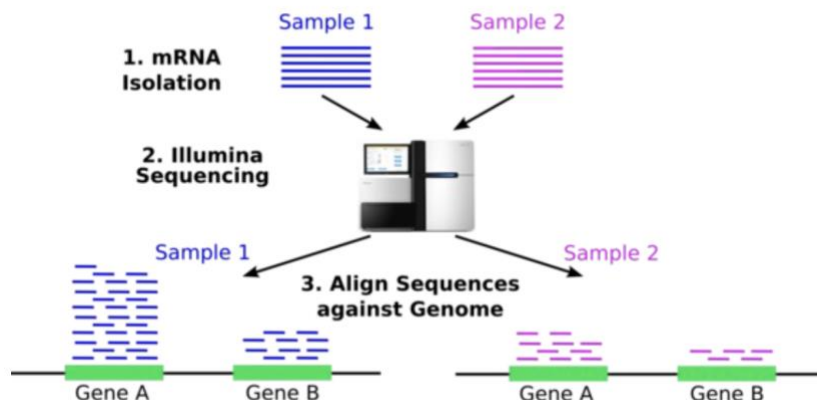 Sample 1
Sample 2
1. mRNA
Isolation
2. Illumina
Sequencing
Sample 1
Sample 2
3. Align Sequences
against Genome
Gene A
Gene B
Gene A
Gene B